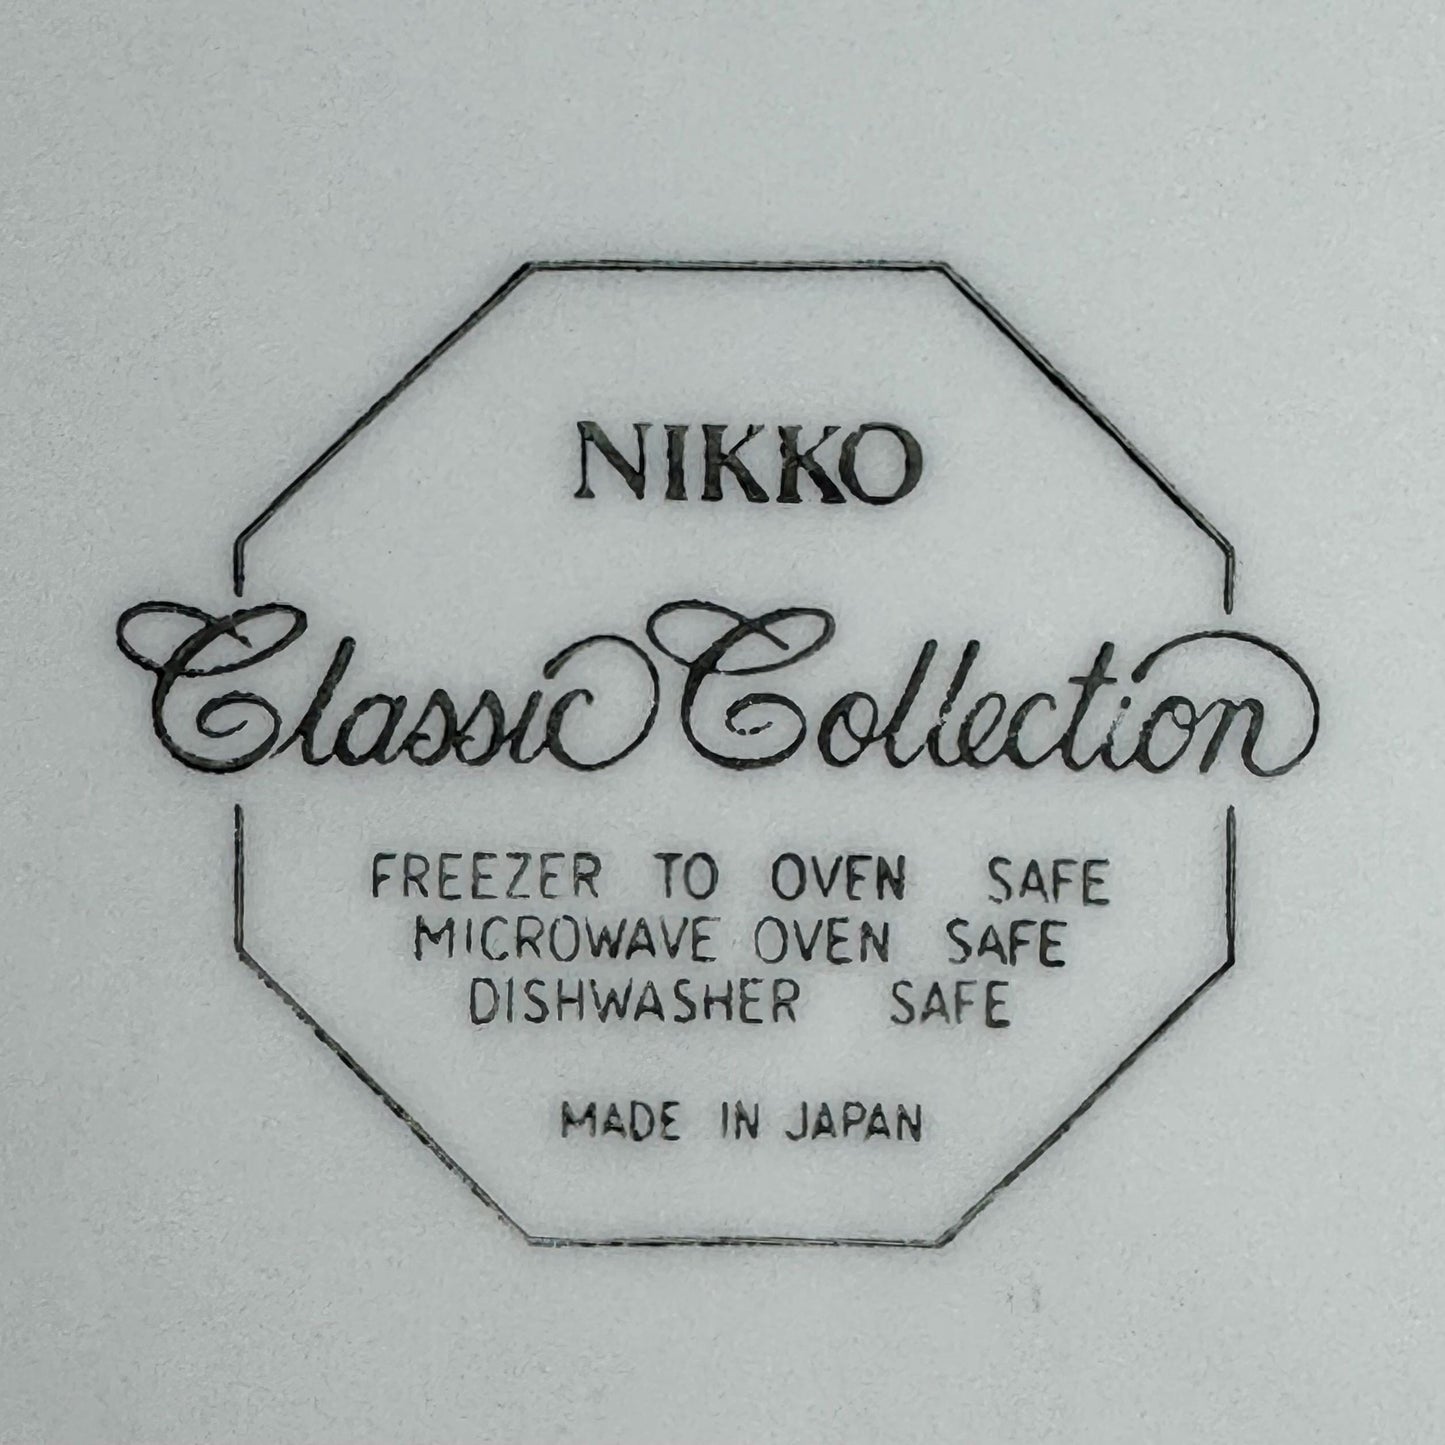 NIKKO
Classic Collection
FREEZER TO OVEN SAFE
MICROWAVE OVEN SAFE
DISHWASHER SAFE
MADE IN JAPAN